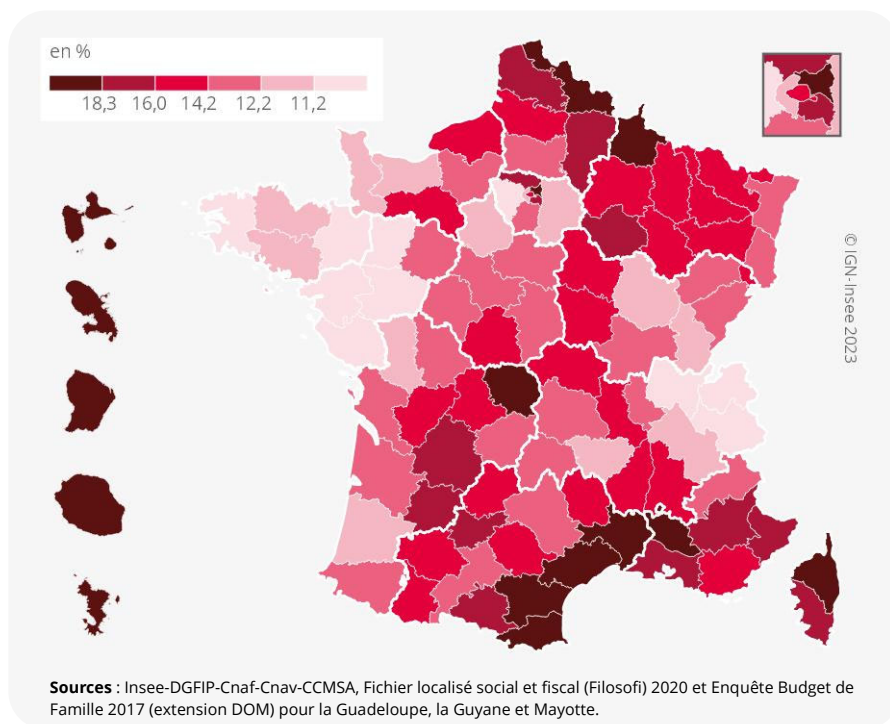 en %
18,3 16,0 14,2 12,2 11,2
© IGN-Insee 2023
Sources : Insee-DGFIP-Cnaf-Cnav-CCMSA, Fichier localisé social et fiscal (Filosofi) 2020 et Enquête Budget de
Famille 2017 (extension DOM) pour la Guadeloupe, la Guyane et Mayotte.